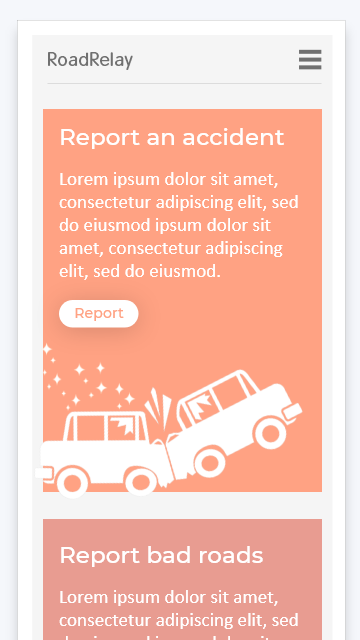 RoadRelay
Report an accident
Lorem ipsum dolor sit amet,
consectetur adipiscing elit, sed
do eiusmod ipsum dolor sit
amet, consectetur adipiscing
elit, sed do eiusmod.
Report
Report bad roads
Lorem ipsum dolor sit amet,
consectetur adipiscing elit, sed